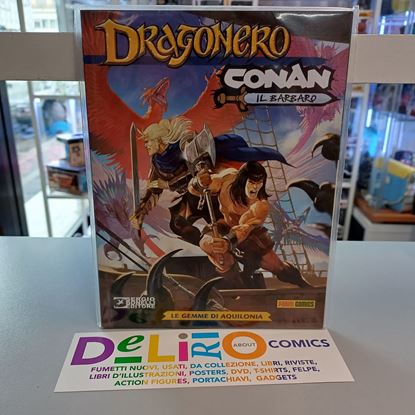 DRAGONERO
CONAN
IL BARBARO
SERGIO
BONELLI
EDITORE
PANINI COMICS
LE GEMME DI AQUILONIA
DeLiRiO ABOUT COMICS
FUMETTI NUOVI, USATI, DA COLLEZIONE, LIBRI, RIVISTE,
LIBRI D'ILLUSTRAZIONI, POSTERS, DVD, T-SHIRTS, FELPE,
ACTION FIGURES, PORTACHIAVI, GADGETS